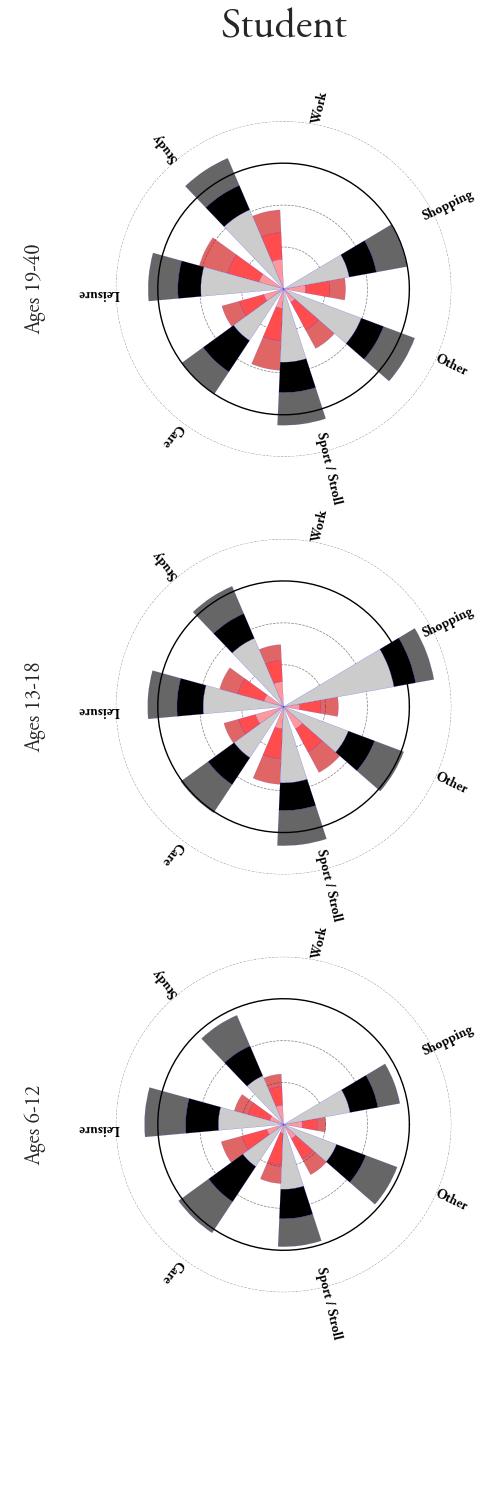 Student
Ages 19-40
Work
Study
Shopping
Leisure
Other
Care
Sport / Stroll
Ages 13-18
Work
Study
Shopping
Leisure
Other
Care
Sport / Stroll
Ages 6-12
Work
Study
Shopping
Leisure
Other
Care
Sport / Stroll